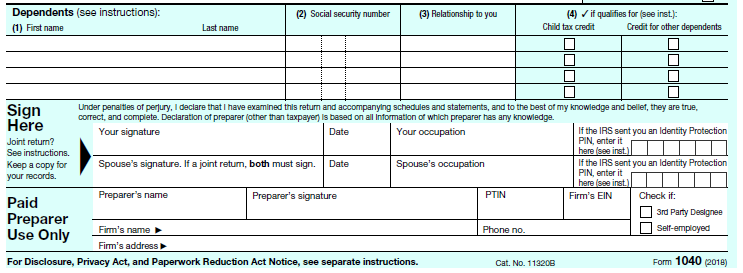 Dependents (see instructions):
(2) Social security number
(3) Relationship to you
(4) ✓ if qualifies for (see inst.):
(1) First name
Last name
Child tax credit
Credit for other dependents
Sign
Here
Joint return?
See instructions.
Keep a copy for
your records.
Under penalties of perjury, I declare that I have examined this return and accompanying schedules and statements, and to the best of my knowledge and belief, they are true,
correct, and complete. Declaration of preparer (other than taxpayer) is based on all information of which preparer has any knowledge.
Your signature
Date
Your occupation
If the IRS sent you an Identity Protection
PIN, enter it
here (see inst.)
Spouse's signature. If a joint return, both must sign.
Date
Spouse's occupation
If the IRS sent you an Identity Protection
PIN, enter it
here (see inst.)
Paid
Preparer
Use Only
Preparer's name
Preparer's signature
PTIN
Firm's EIN
Check if:
3rd Party Designee
Self-employed
Firm's name ▶
Phone no.
Firm's address ▶
For Disclosure, Privacy Act, and Paperwork Reduction Act Notice, see separate instructions.
Cat. No. 11320B
Form 1040 (2018)